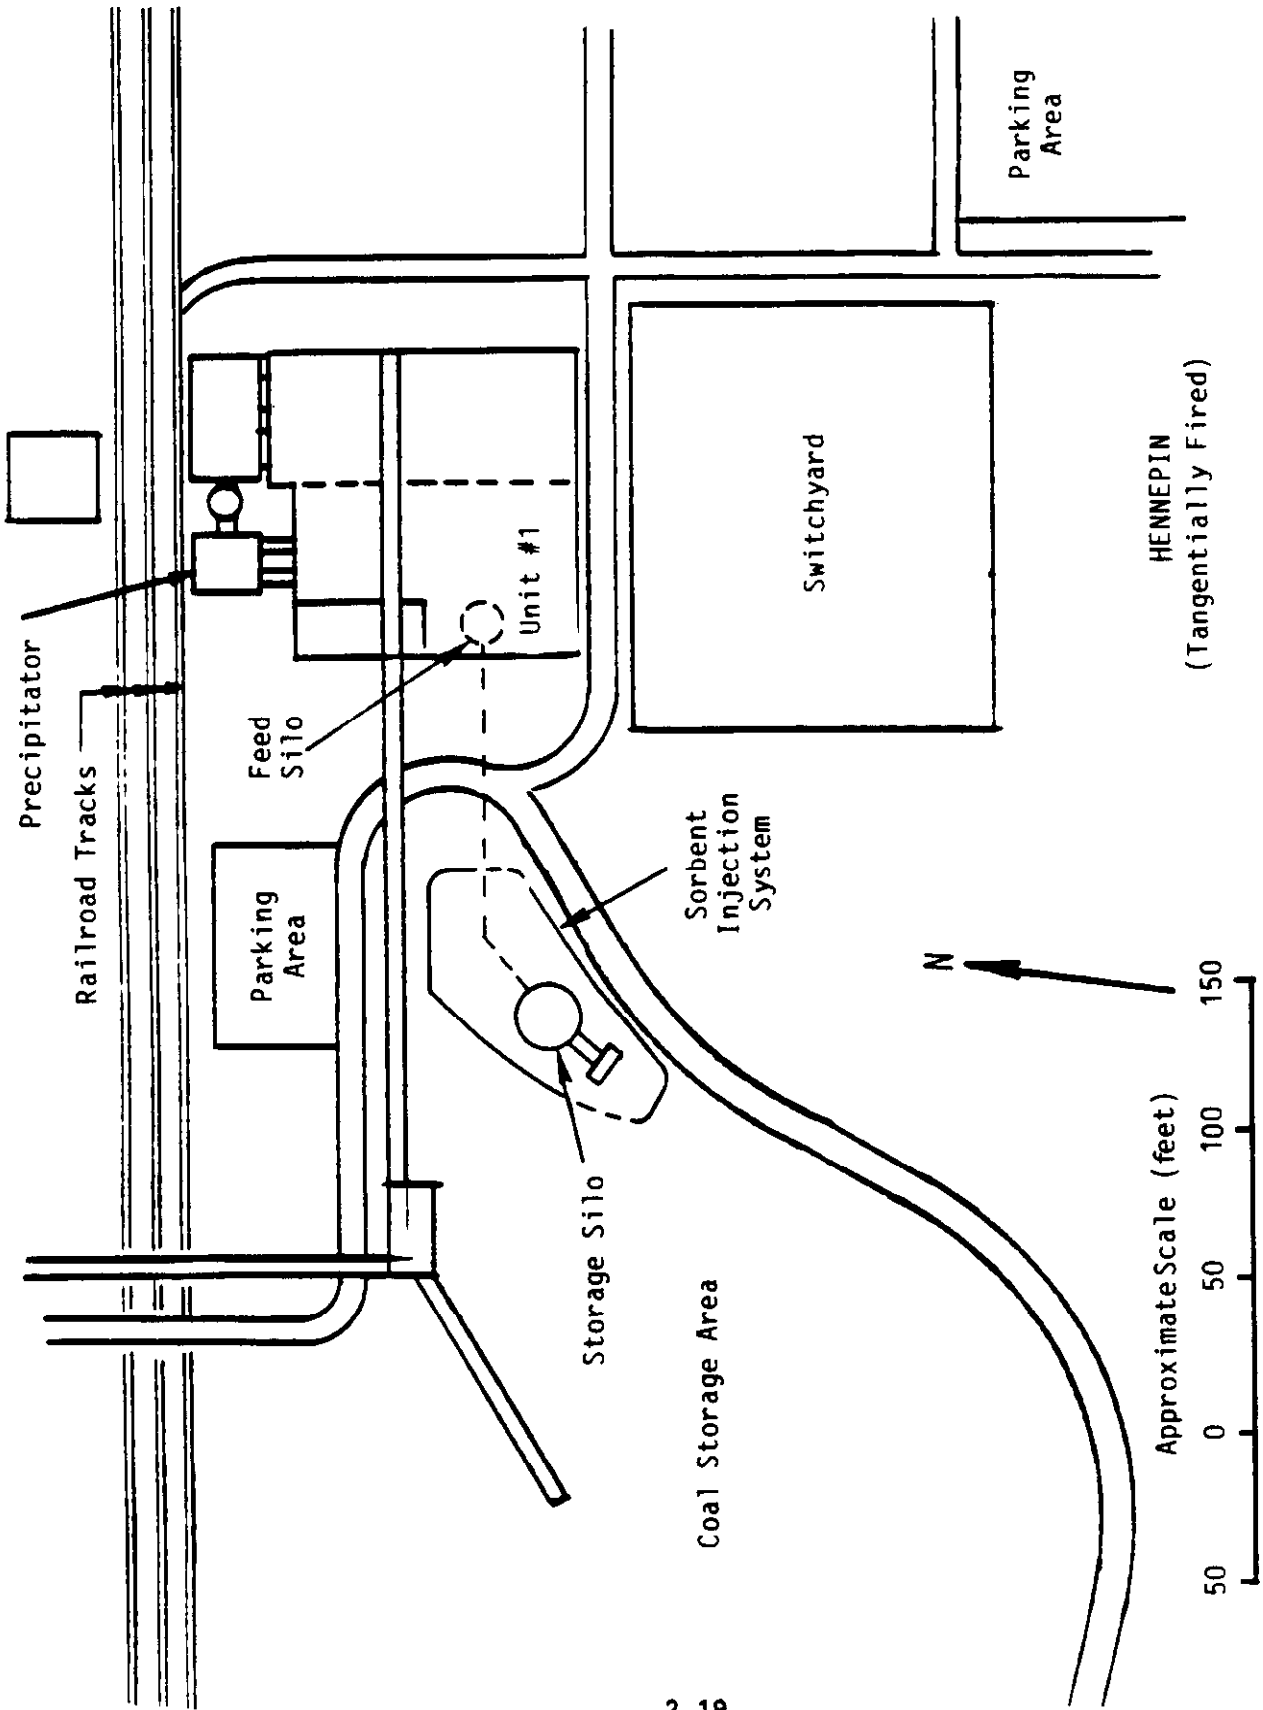 Precipitator
Railroad Tracks
Feed
Silo
Parking
Area
Unit #1
Storage Silo
Sorbent
Injection
System
Coal Storage Area
Switchyard
Parking
Area
N
HENNEPIN
(Tangentially Fired)
Approximate Scale (feet)
50 0 50 100 150